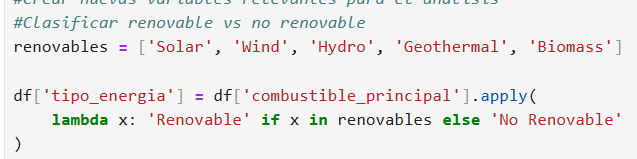 #Crear nuevas variables relevantes para el análisis
#Clasificar renovable vs no renovable
renovables = ['Solar', 'Wind', 'Hydro', 'Geothermal', 'Biomass']
df['tipo_energia'] = df['combustible_principal'].apply(
    lambda x: 'Renovable' if x in renovables else 'No Renovable'
)